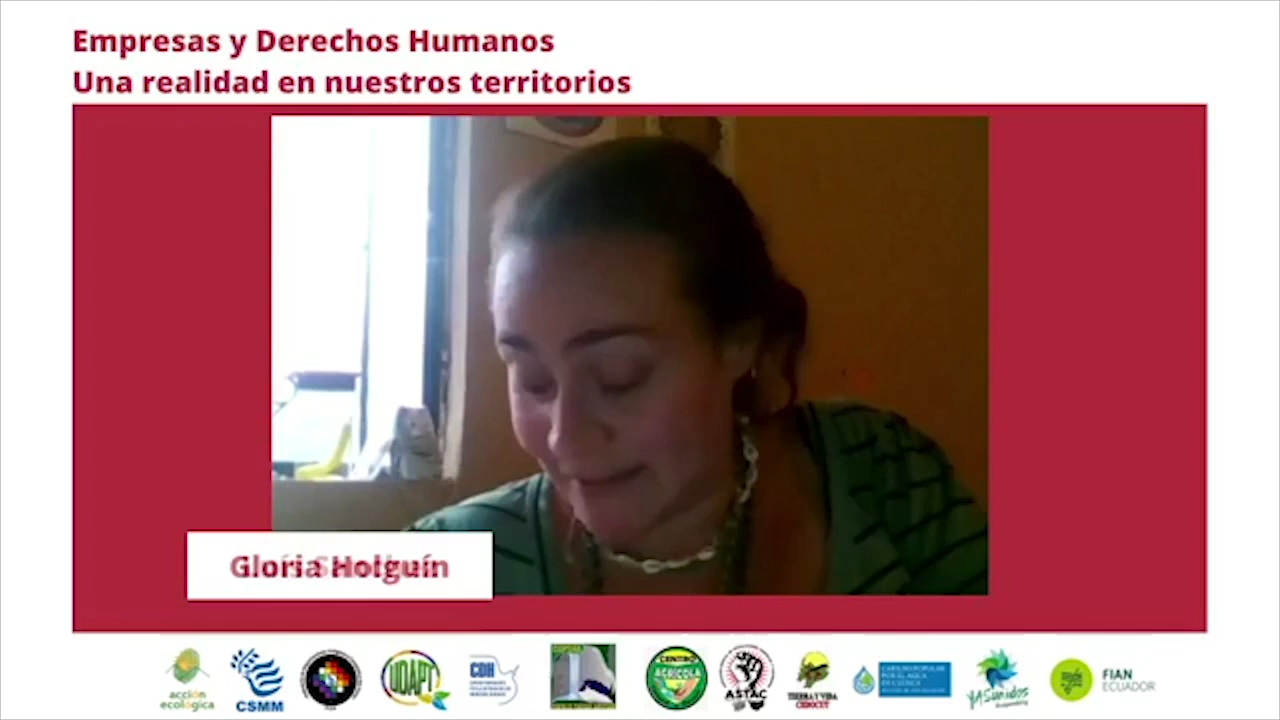 Empresas y Derechos Humanos
Una realidad en nuestros territorios
Gloria Holguín
acción
ecológica
CSMM
UDAPT
CDH
CENTRO
AGRÍCOLA
ASTAC
TIERRA Y VIDA
YASunidos
FIAN
ECUADOR